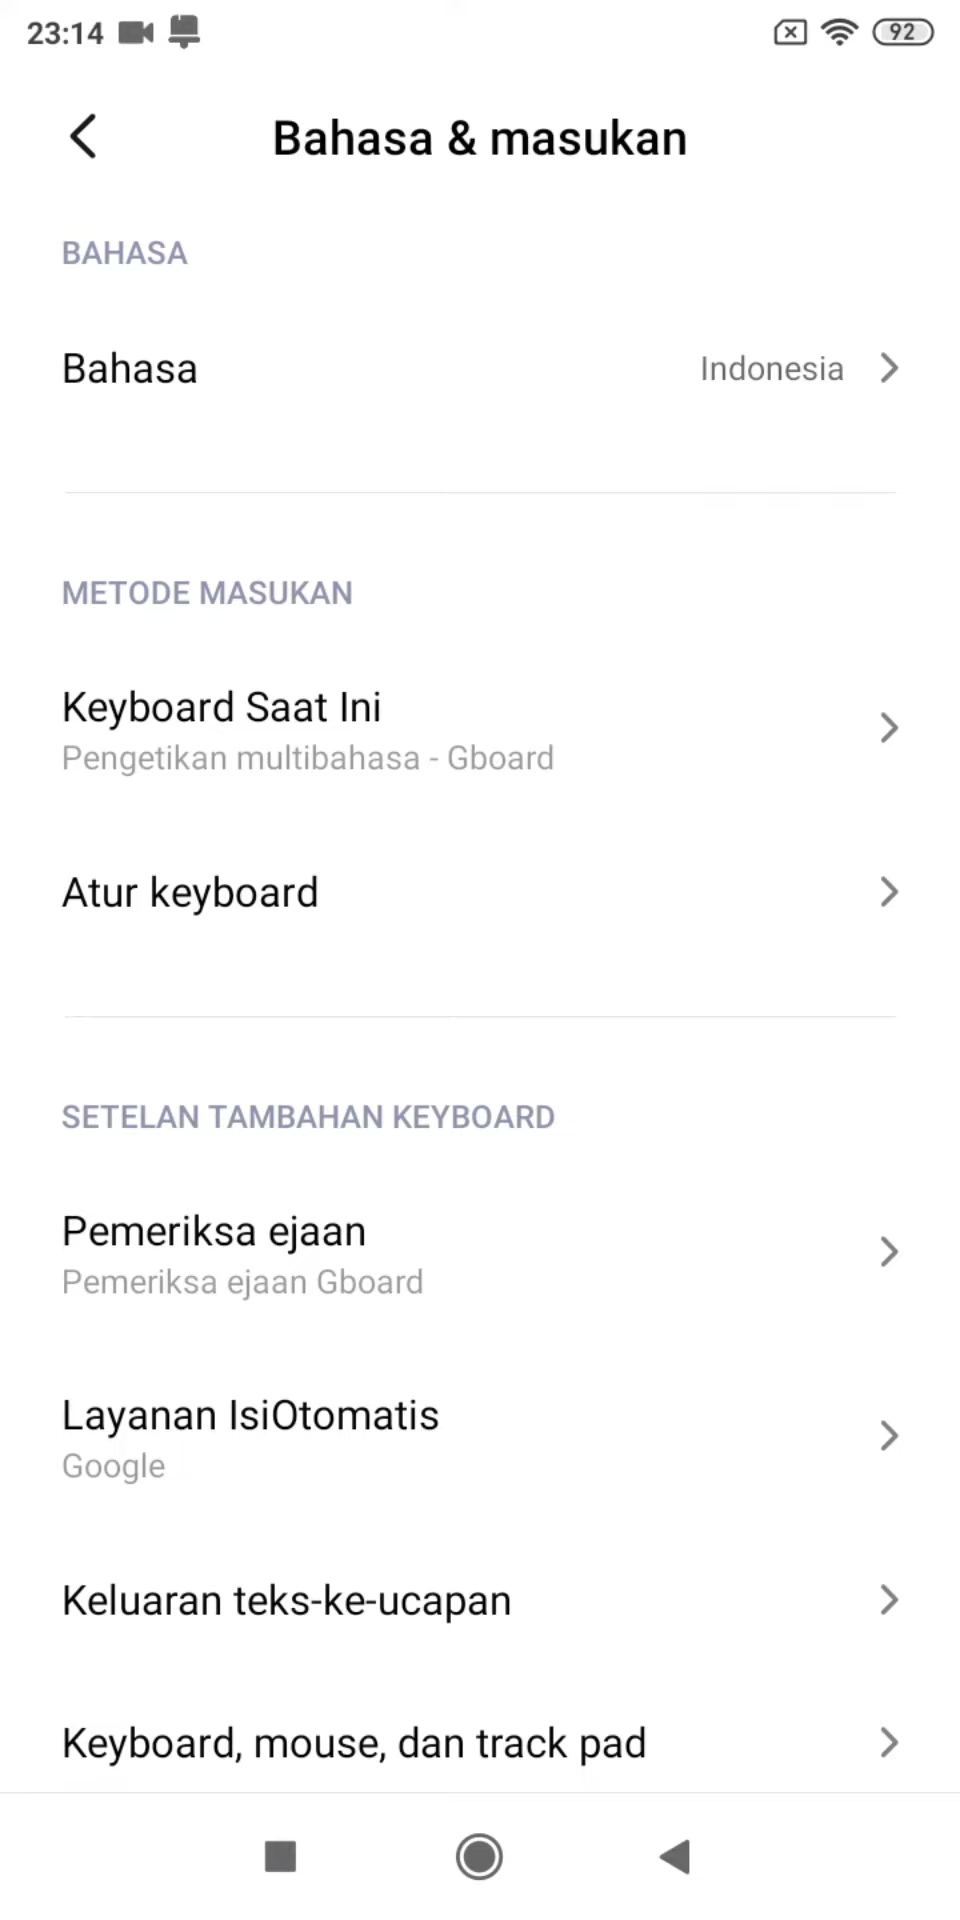 23:14
92
Bahasa & masukan
BAHASA
Bahasa
Indonesia
METODE MASUKAN
Keyboard Saat Ini
Pengetikan multibahasa - Gboard
Atur keyboard
SETELAN TAMBAHAN KEYBOARD
Pemeriksa ejaan
Pemeriksa ejaan Gboard
Layanan IsiOtomatis
Google
Keluaran teks-ke-ucapan
Keyboard, mouse, dan track pad